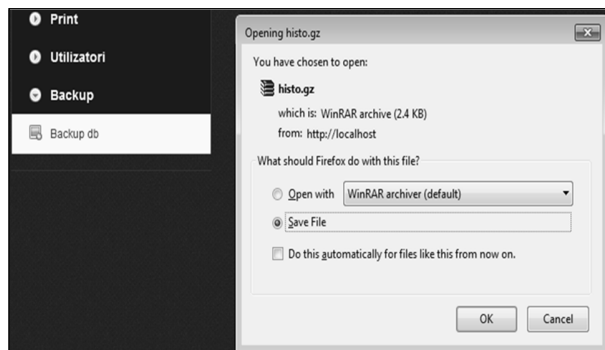 Print
Utilizatori
Backup
Backup db
Opening histo.gz
You have chosen to open:
histo.gz
which is: WinRAR archive (2.4 KB)
from: http://localhost
What should Firefox do with this file?
Open with WinRAR archiver (default)
Save File
Do this automatically for files like this from now on.
OK Cancel